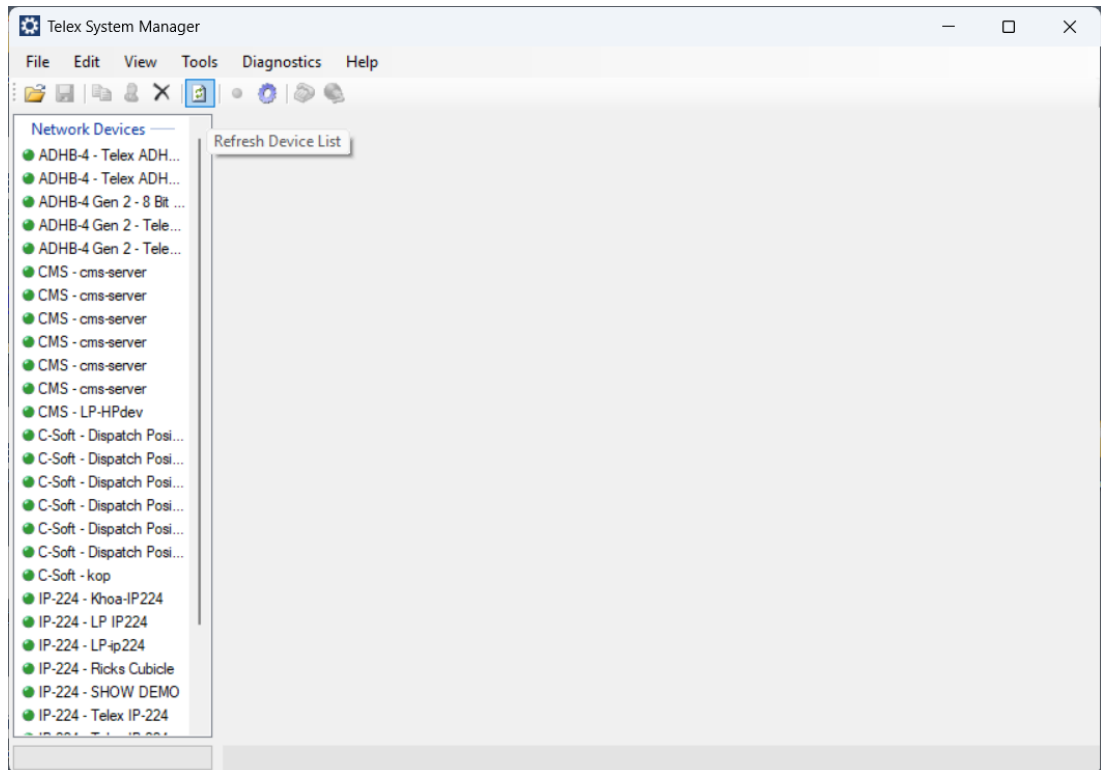 Telex System Manager
File Edit View Tools Diagnostics Help
Network Devices
Refresh Device List
ADHB-4 - Telex ADH...
ADHB-4 - Telex ADH...
ADHB-4 Gen 2 - 8 Bit ...
ADHB-4 Gen 2 - Tele...
ADHB-4 Gen 2 - Tele...
CMS - cms-server
CMS - cms-server
CMS - cms-server
CMS - cms-server
CMS - cms-server
CMS - cms-server
CMS - LP-HPdev
C-Soft - Dispatch Posi...
C-Soft - Dispatch Posi...
C-Soft - Dispatch Posi...
C-Soft - Dispatch Posi...
C-Soft - Dispatch Posi...
C-Soft - Dispatch Posi...
C-Soft - kop
IP-224 - Khoa-IP224
IP-224 - LP IP224
IP-224 - LP-ip224
IP-224 - Ricks Cubicle
IP-224 - SHOW DEMO
IP-224 - Telex IP-224